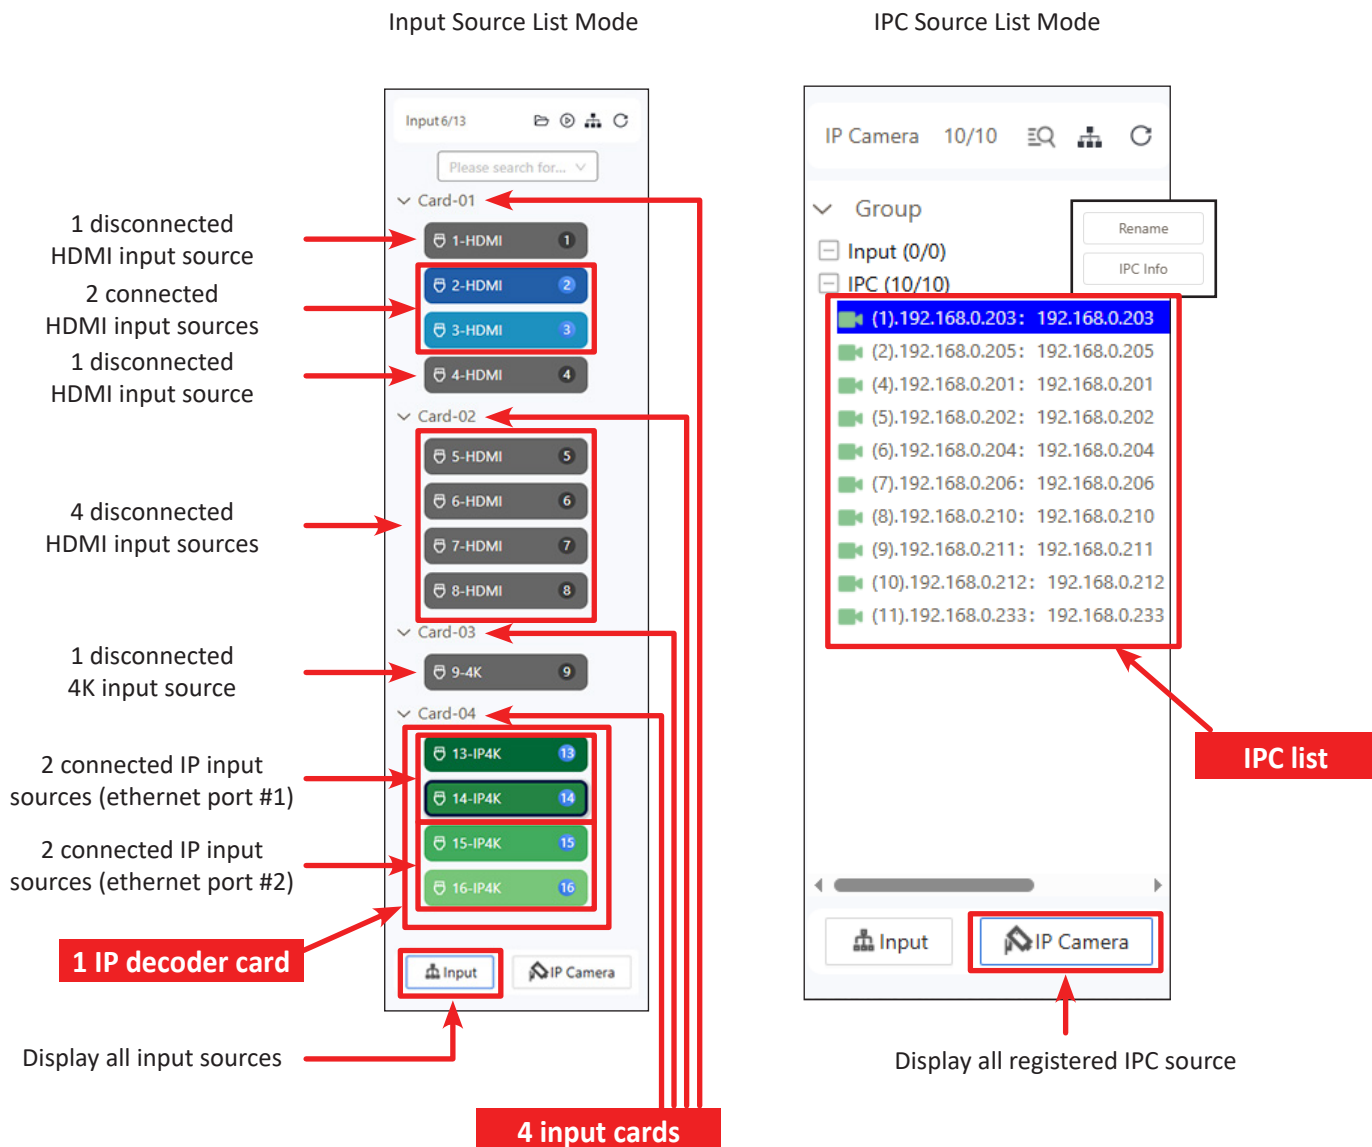 Input Source List Mode
IPC Source List Mode
Input 6/13
Please search for...
Card-01
1-HDMI 1
2-HDMI 2
3-HDMI 3
4-HDMI 4
Card-02
5-HDMI 5
6-HDMI 6
7-HDMI 7
8-HDMI 8
Card-03
9-4K 9
Card-04
13-IP4K 13
14-IP4K 14
15-IP4K 15
16-IP4K 16
Input
IP Camera
1 disconnected
HDMI input source
2 connected
HDMI input sources
1 disconnected
HDMI input source
4 disconnected
HDMI input sources
1 disconnected
4K input source
2 connected IP input
sources (ethernet port #1)
2 connected IP input
sources (ethernet port #2)
1 IP decoder card
Display all input sources
4 input cards
IP Camera 10/10
Group
Input (0/0)
IPC (10/10)
Rename
IPC Info
(1).192.168.0.203: 192.168.0.203
(2).192.168.0.205: 192.168.0.205
(4).192.168.0.201: 192.168.0.201
(5).192.168.0.202: 192.168.0.202
(6).192.168.0.204: 192.168.0.204
(7).192.168.0.206: 192.168.0.206
(8).192.168.0.210: 192.168.0.210
(9).192.168.0.211: 192.168.0.211
(10).192.168.0.212: 192.168.0.212
(11).192.168.0.233: 192.168.0.233
IPC list
Input
IP Camera
Display all registered IPC source